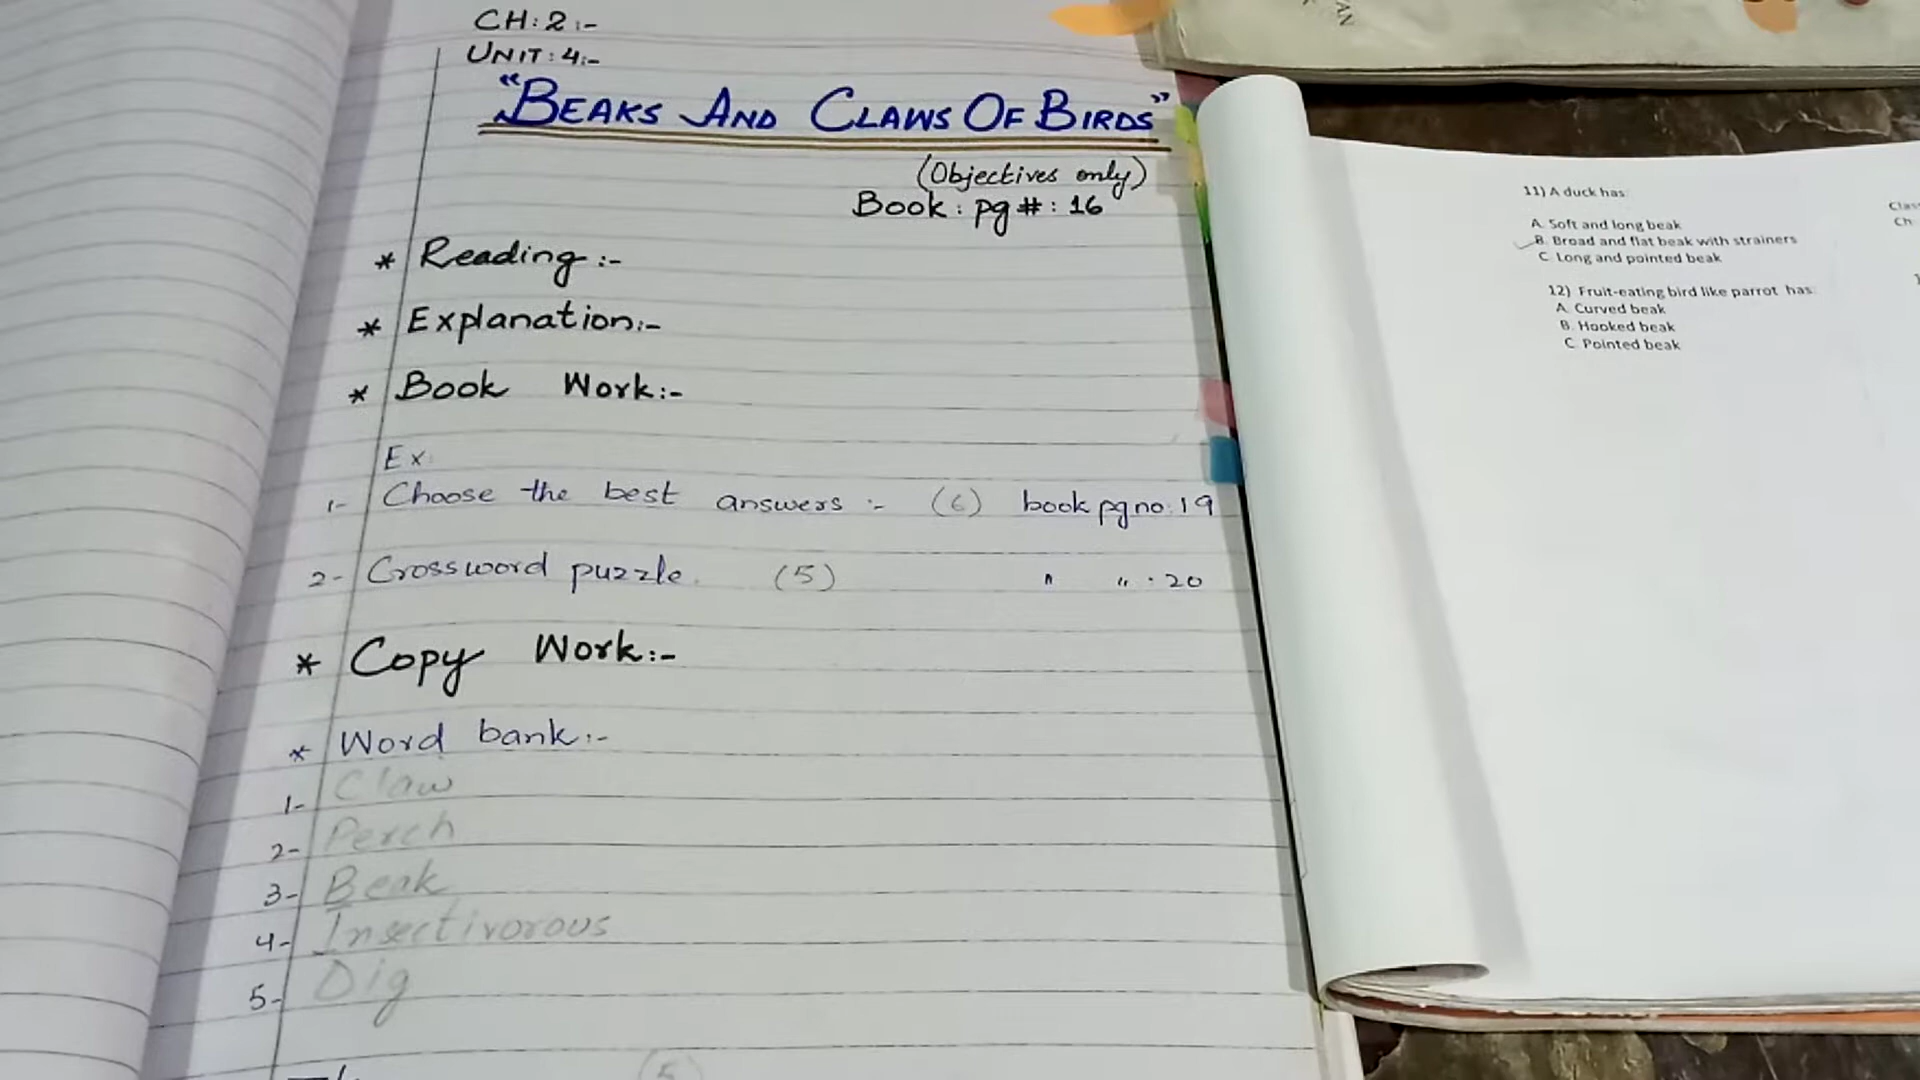 CH: 2 :-
UNIT: 4:-
"BEAKS AND CLAWS OF BIRDS"
(Objectives only)
Book: pg #: 16
* Reading :-
* Explanation:-
* Book Work:-
Ex.
1- Choose the best answers :- (6) book pg no: 19
2- Crossword puzzle. (5) " " . 20
* Copy Work:-
* Word bank:-
1- Claw
2- Perch
3- Beak
4- Insectivorous
5- Dig
5
11) A duck has:
A. Soft and long beak
B. Broad and flat beak with strainers
C. Long and pointed beak
12) Fruit-eating bird like parrot has:
A. Curved beak
B. Hooked beak
C. Pointed beak
Ch